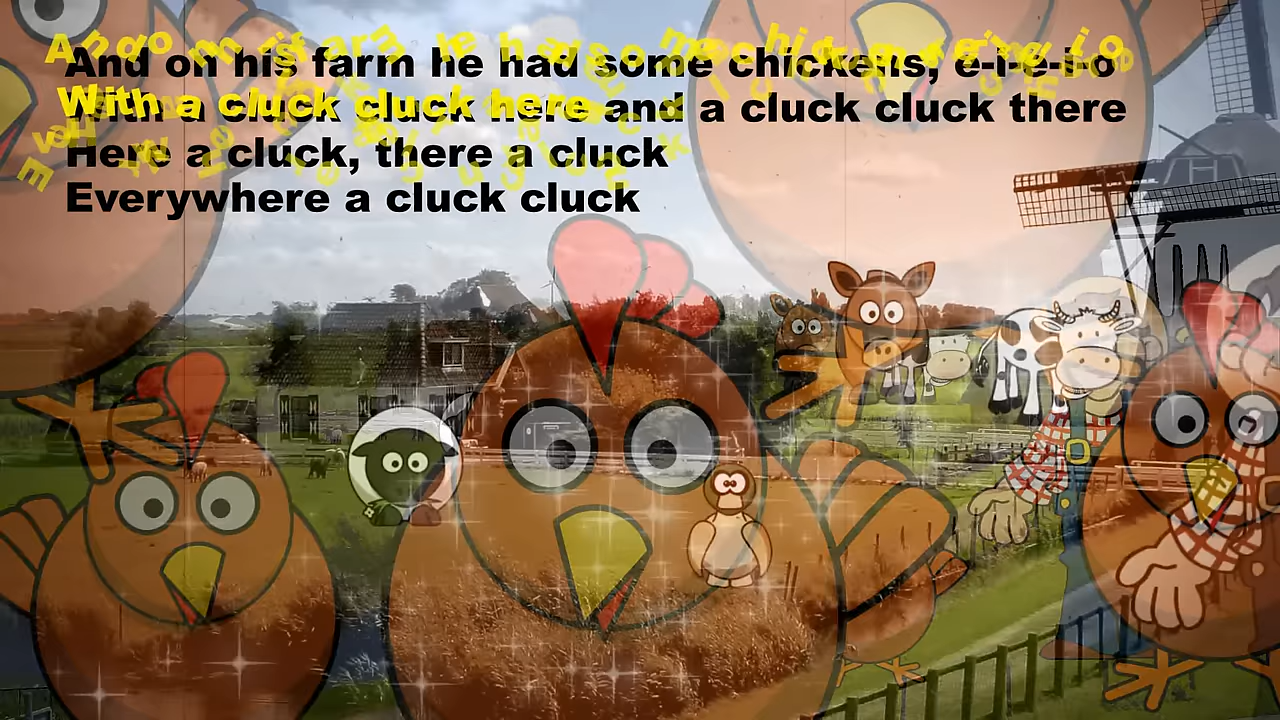 And on his farm he had some chickens, e-i-e-i-o
With a cluck cluck here and a cluck cluck there
Here a cluck, there a cluck
Everywhere a cluck cluck